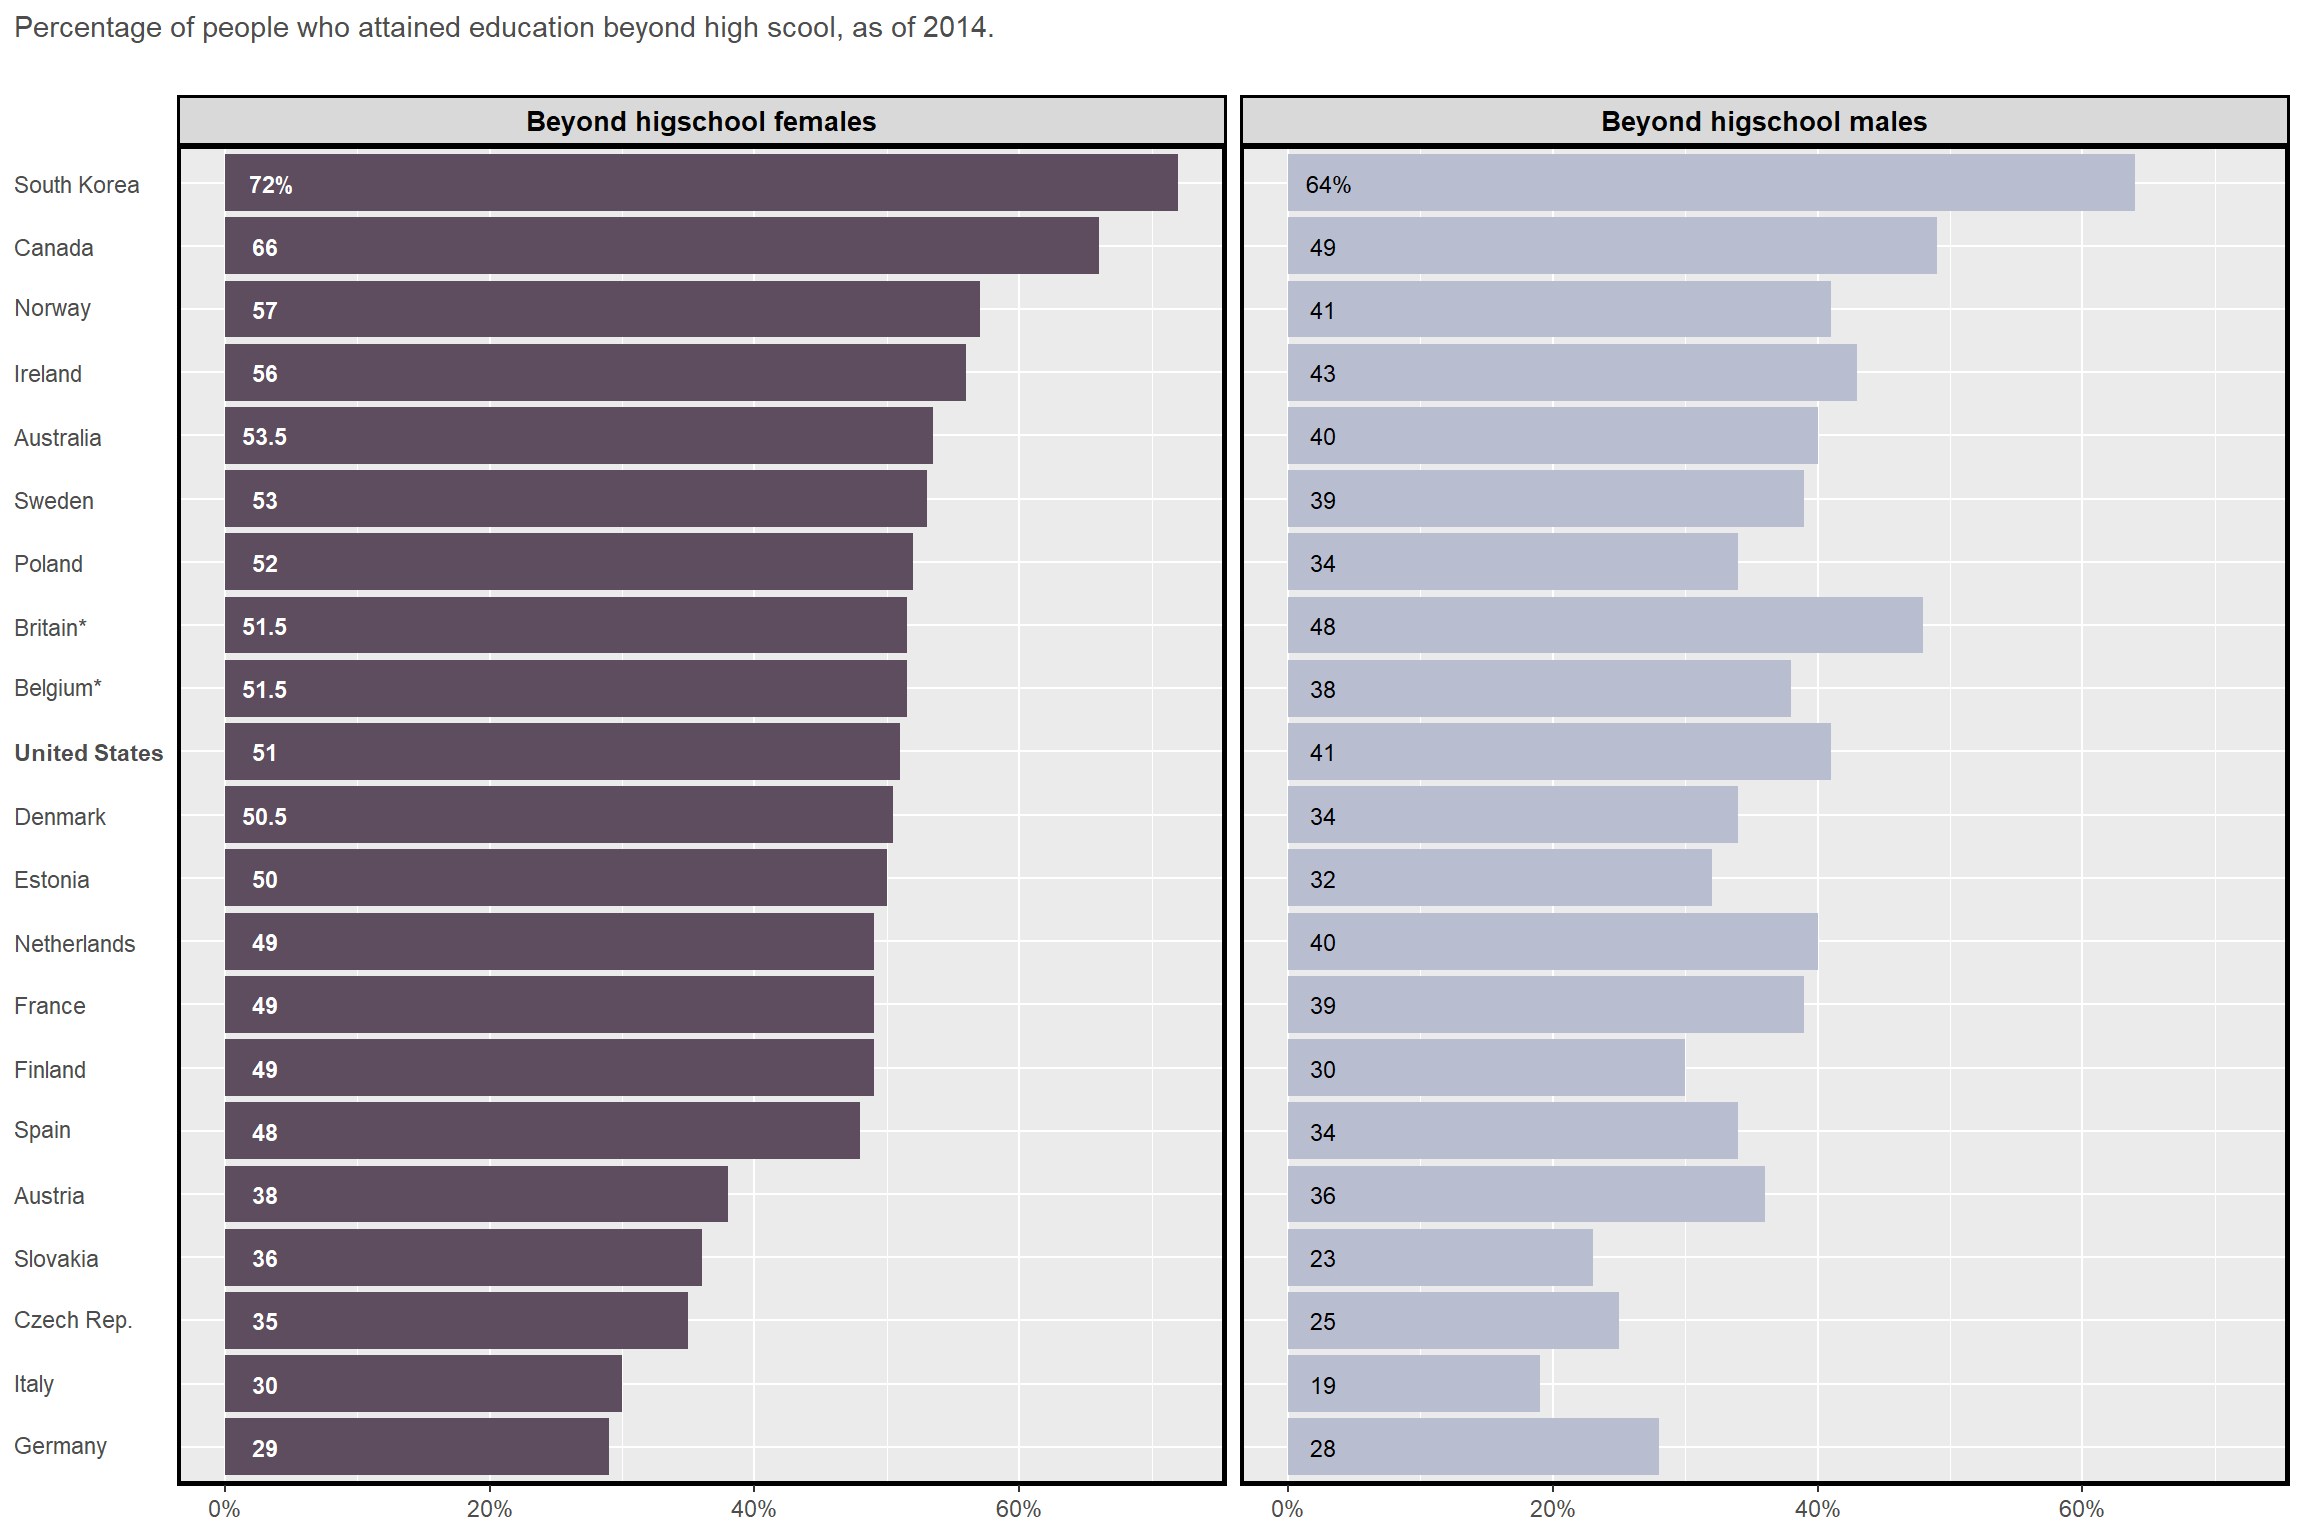 Percentage of people who attained education beyond high scool, as of 2014.
Beyond higschool females Beyond higschool males
South Korea 72% 64%
Canada 66 49
Norway 57 41
Ireland 56 43
Australia 53.5 40
Sweden 53 39
Poland 52 34
Britain* 51.5 48
Belgium* 51.5 38
United States 51 41
Denmark 50.5 34
Estonia 50 32
Netherlands 49 40
France 49 39
Finland 49 30
Spain 48 34
Austria 38 36
Slovakia 36 23
Czech Rep. 35 25
Italy 30 19
Germany 29 28
0% 20% 40% 60% 0% 20% 40% 60%